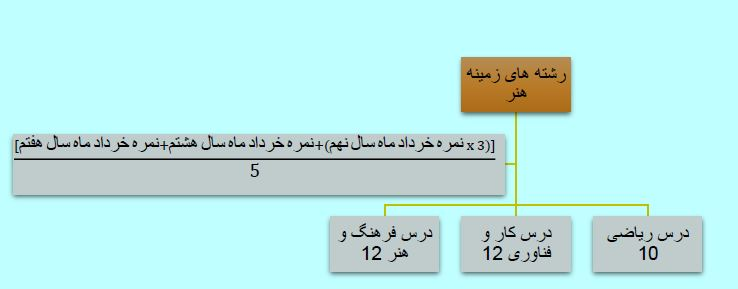 رشته های زمینه
هنر
[(3 x نمره خرداد ماه سال نهم)+نمره خرداد ماه سال هشتم+نمره خرداد ماه سال هفتم]
5
درس ریاضی
10
درس کار و
فناوری 12
درس فرهنگ و
هنر 12